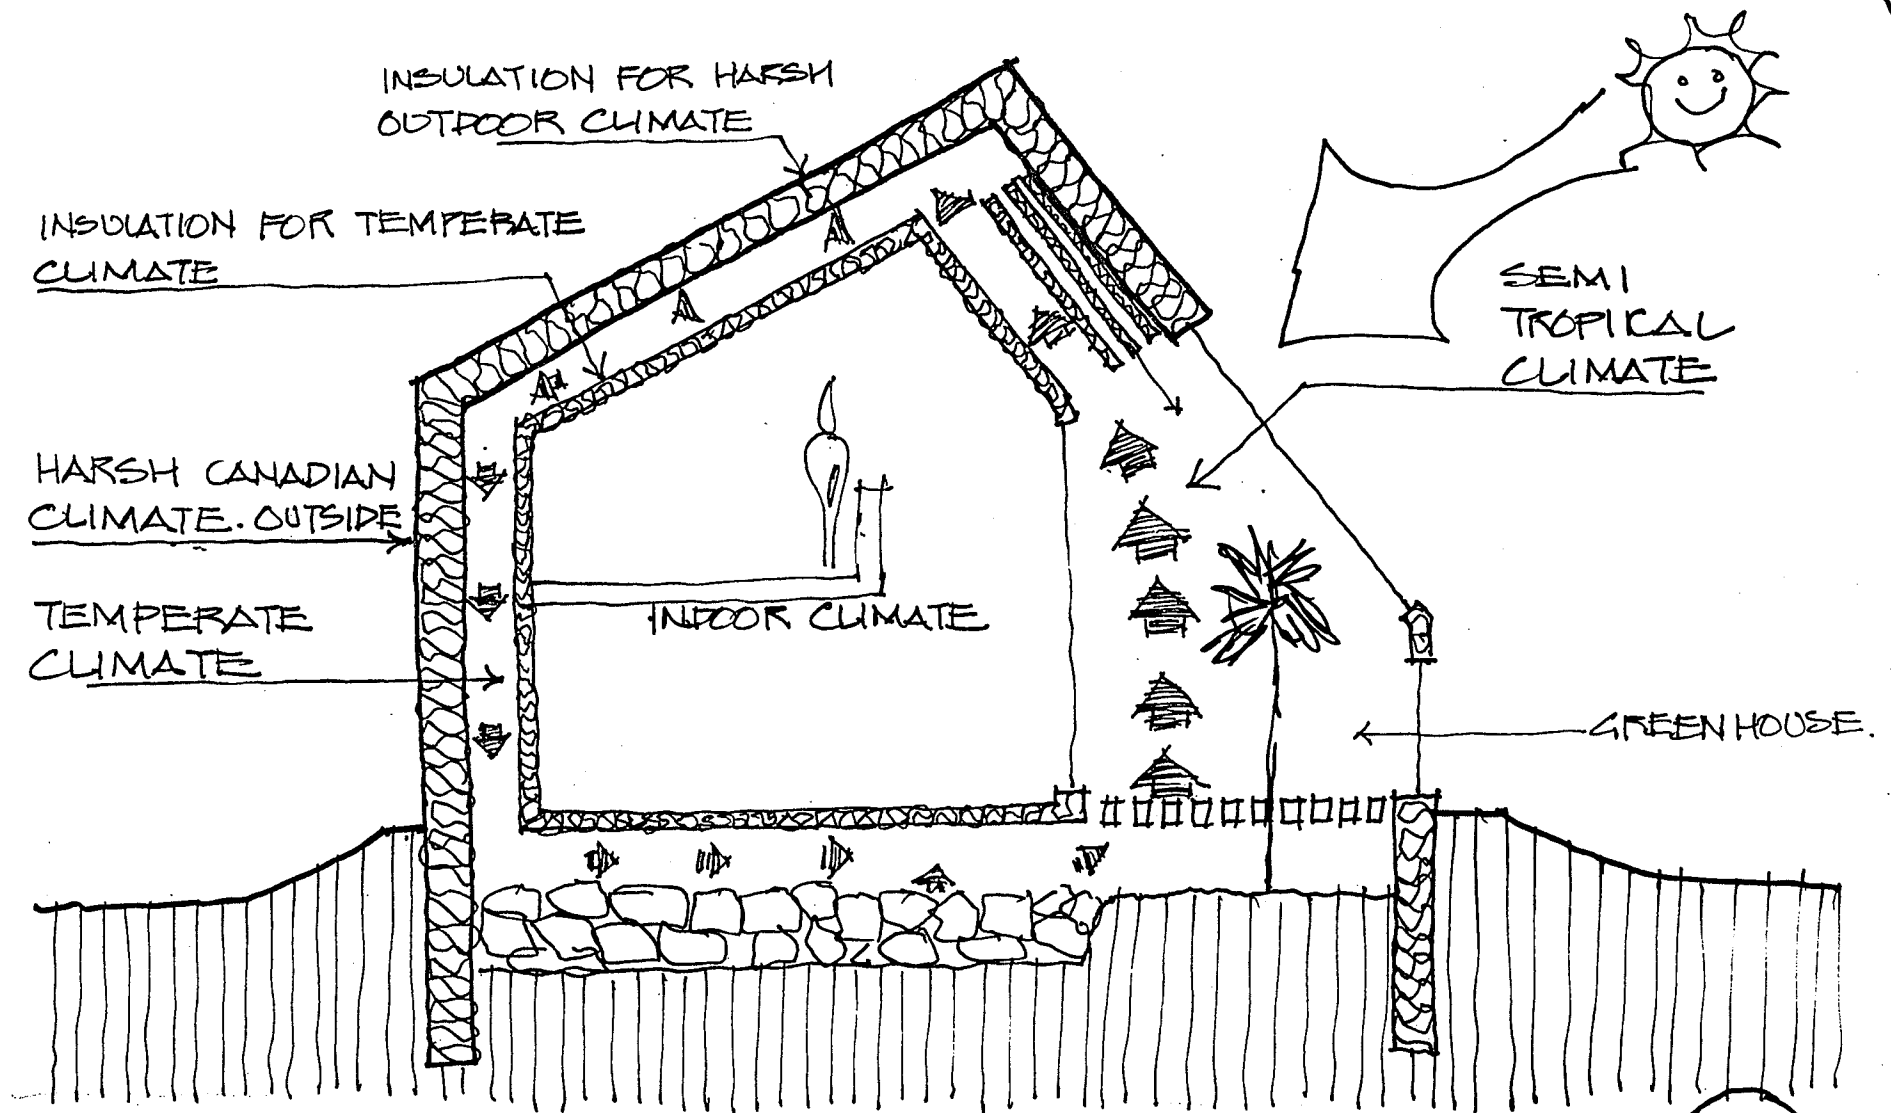 INSULATION FOR HARSH
OUTDOOR CLIMATE
INSULATION FOR TEMPERATE
CLIMATE
SEMI
TROPICAL
CLIMATE
HARSH CANADIAN
CLIMATE. OUTSIDE
TEMPERATE
CLIMATE
INDOOR CLIMATE
GREENHOUSE.